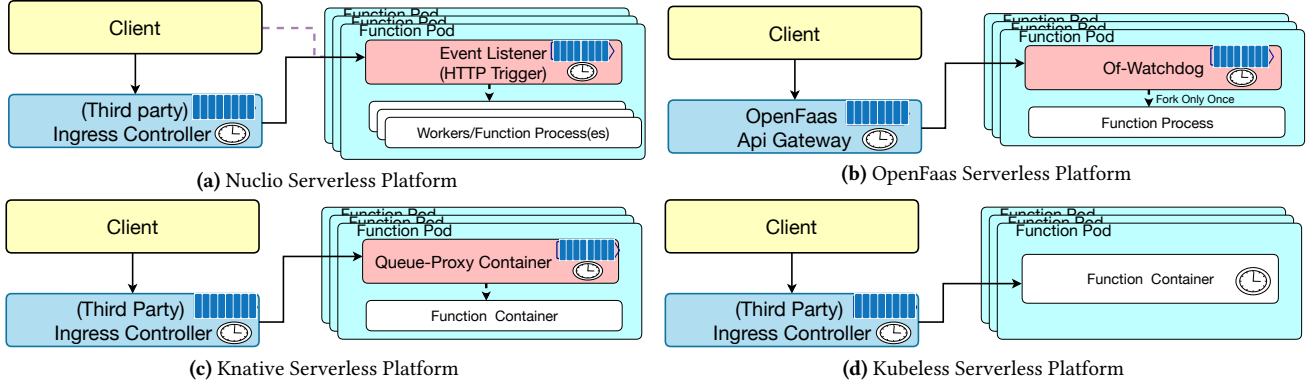 Client
(Third party)
Ingress Controller
Function Pod
Function Pod
Function Pod
Event Listener
(HTTP Trigger)
Workers/Function Process(es)
(a) Nuclio Serverless Platform
Client
OpenFaas
Api Gateway
Function Pod
Function Pod
Function Pod
Of-Watchdog
Fork Only Once
Function Process
(b) OpenFaas Serverless Platform
Client
(Third Party)
Ingress Controller
Function Pod
Function Pod
Function Pod
Queue-Proxy Container
Function Container
(c) Knative Serverless Platform
Client
(Third Party)
Ingress Controller
Function Pod
Function Pod
Function Pod
Function Container
(d) Kubeless Serverless Platform